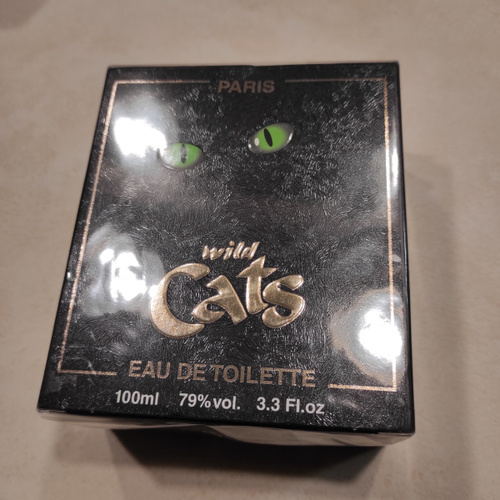 PARIS
wild
Cats
EAU DE TOILETTE
100ml 79%vol. 3.3 Fl.oz